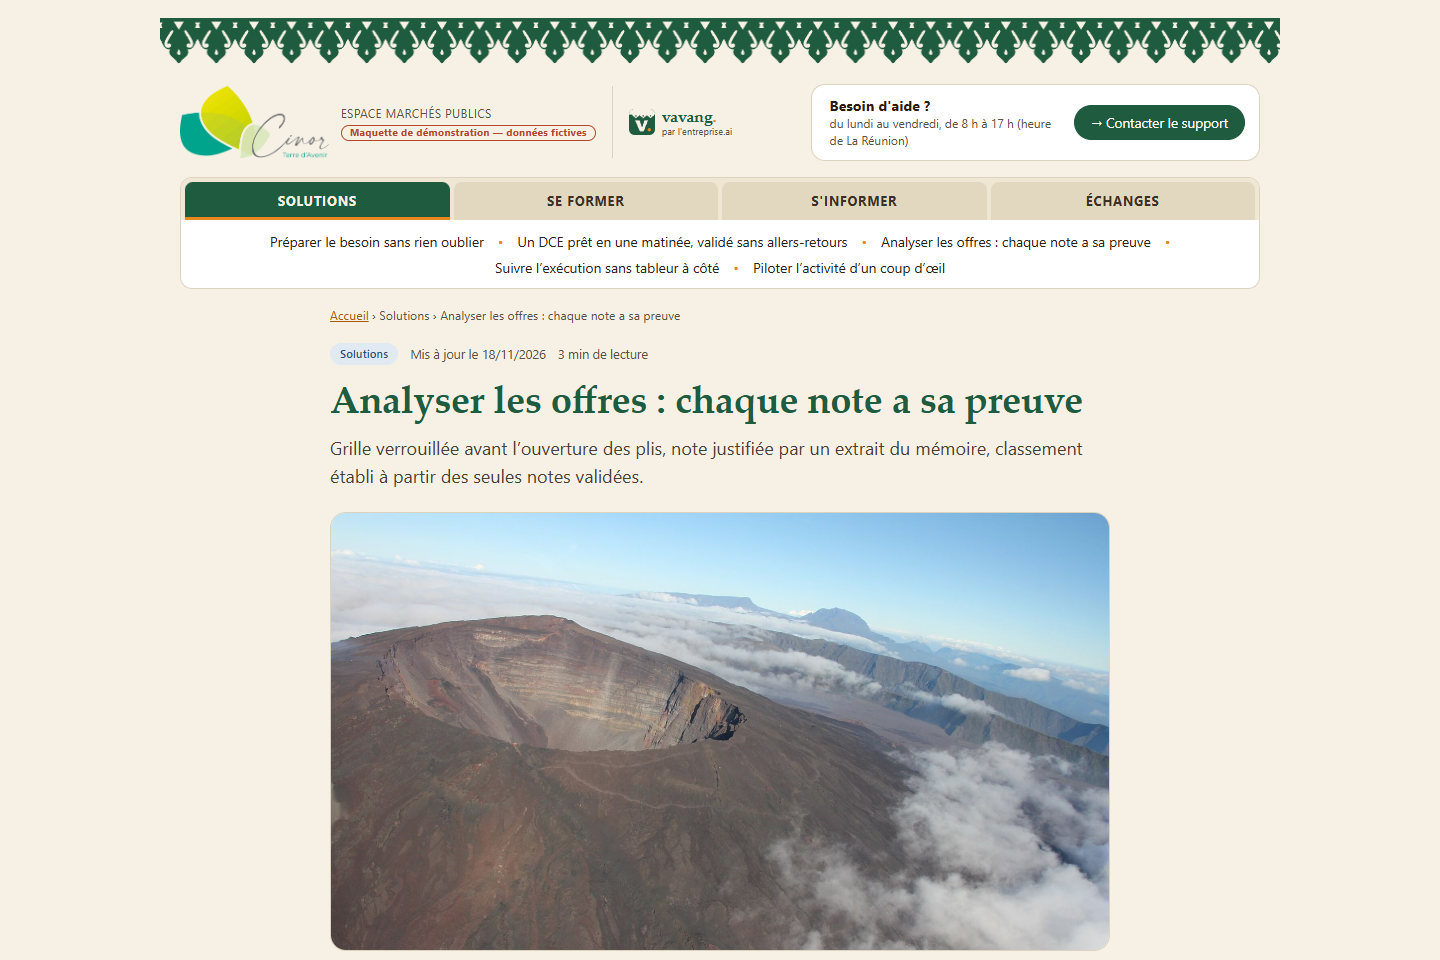 Cinor
Terre d'Avenir
ESPACE MARCHÉS PUBLICS
Maquette de démonstration — données fictives
v.
vavang.
par l'entreprise.ai
Besoin d'aide ?
du lundi au vendredi, de 8 h à 17 h (heure
de La Réunion)
→ Contacter le support
SOLUTIONS
SE FORMER
S'INFORMER
ÉCHANGES
Préparer le besoin sans rien oublier • Un DCE prêt en une matinée, validé sans allers-retours • Analyser les offres : chaque note a sa preuve •
Suivre l’exécution sans tableur à côté • Piloter l’activité d’un coup d’œil
Accueil › Solutions › Analyser les offres : chaque note a sa preuve
Solutions Mis à jour le 18/11/2026 3 min de lecture
Analyser les offres : chaque note a sa preuve
Grille verrouillée avant l’ouverture des plis, note justifiée par un extrait du mémoire, classement
établi à partir des seules notes validées.